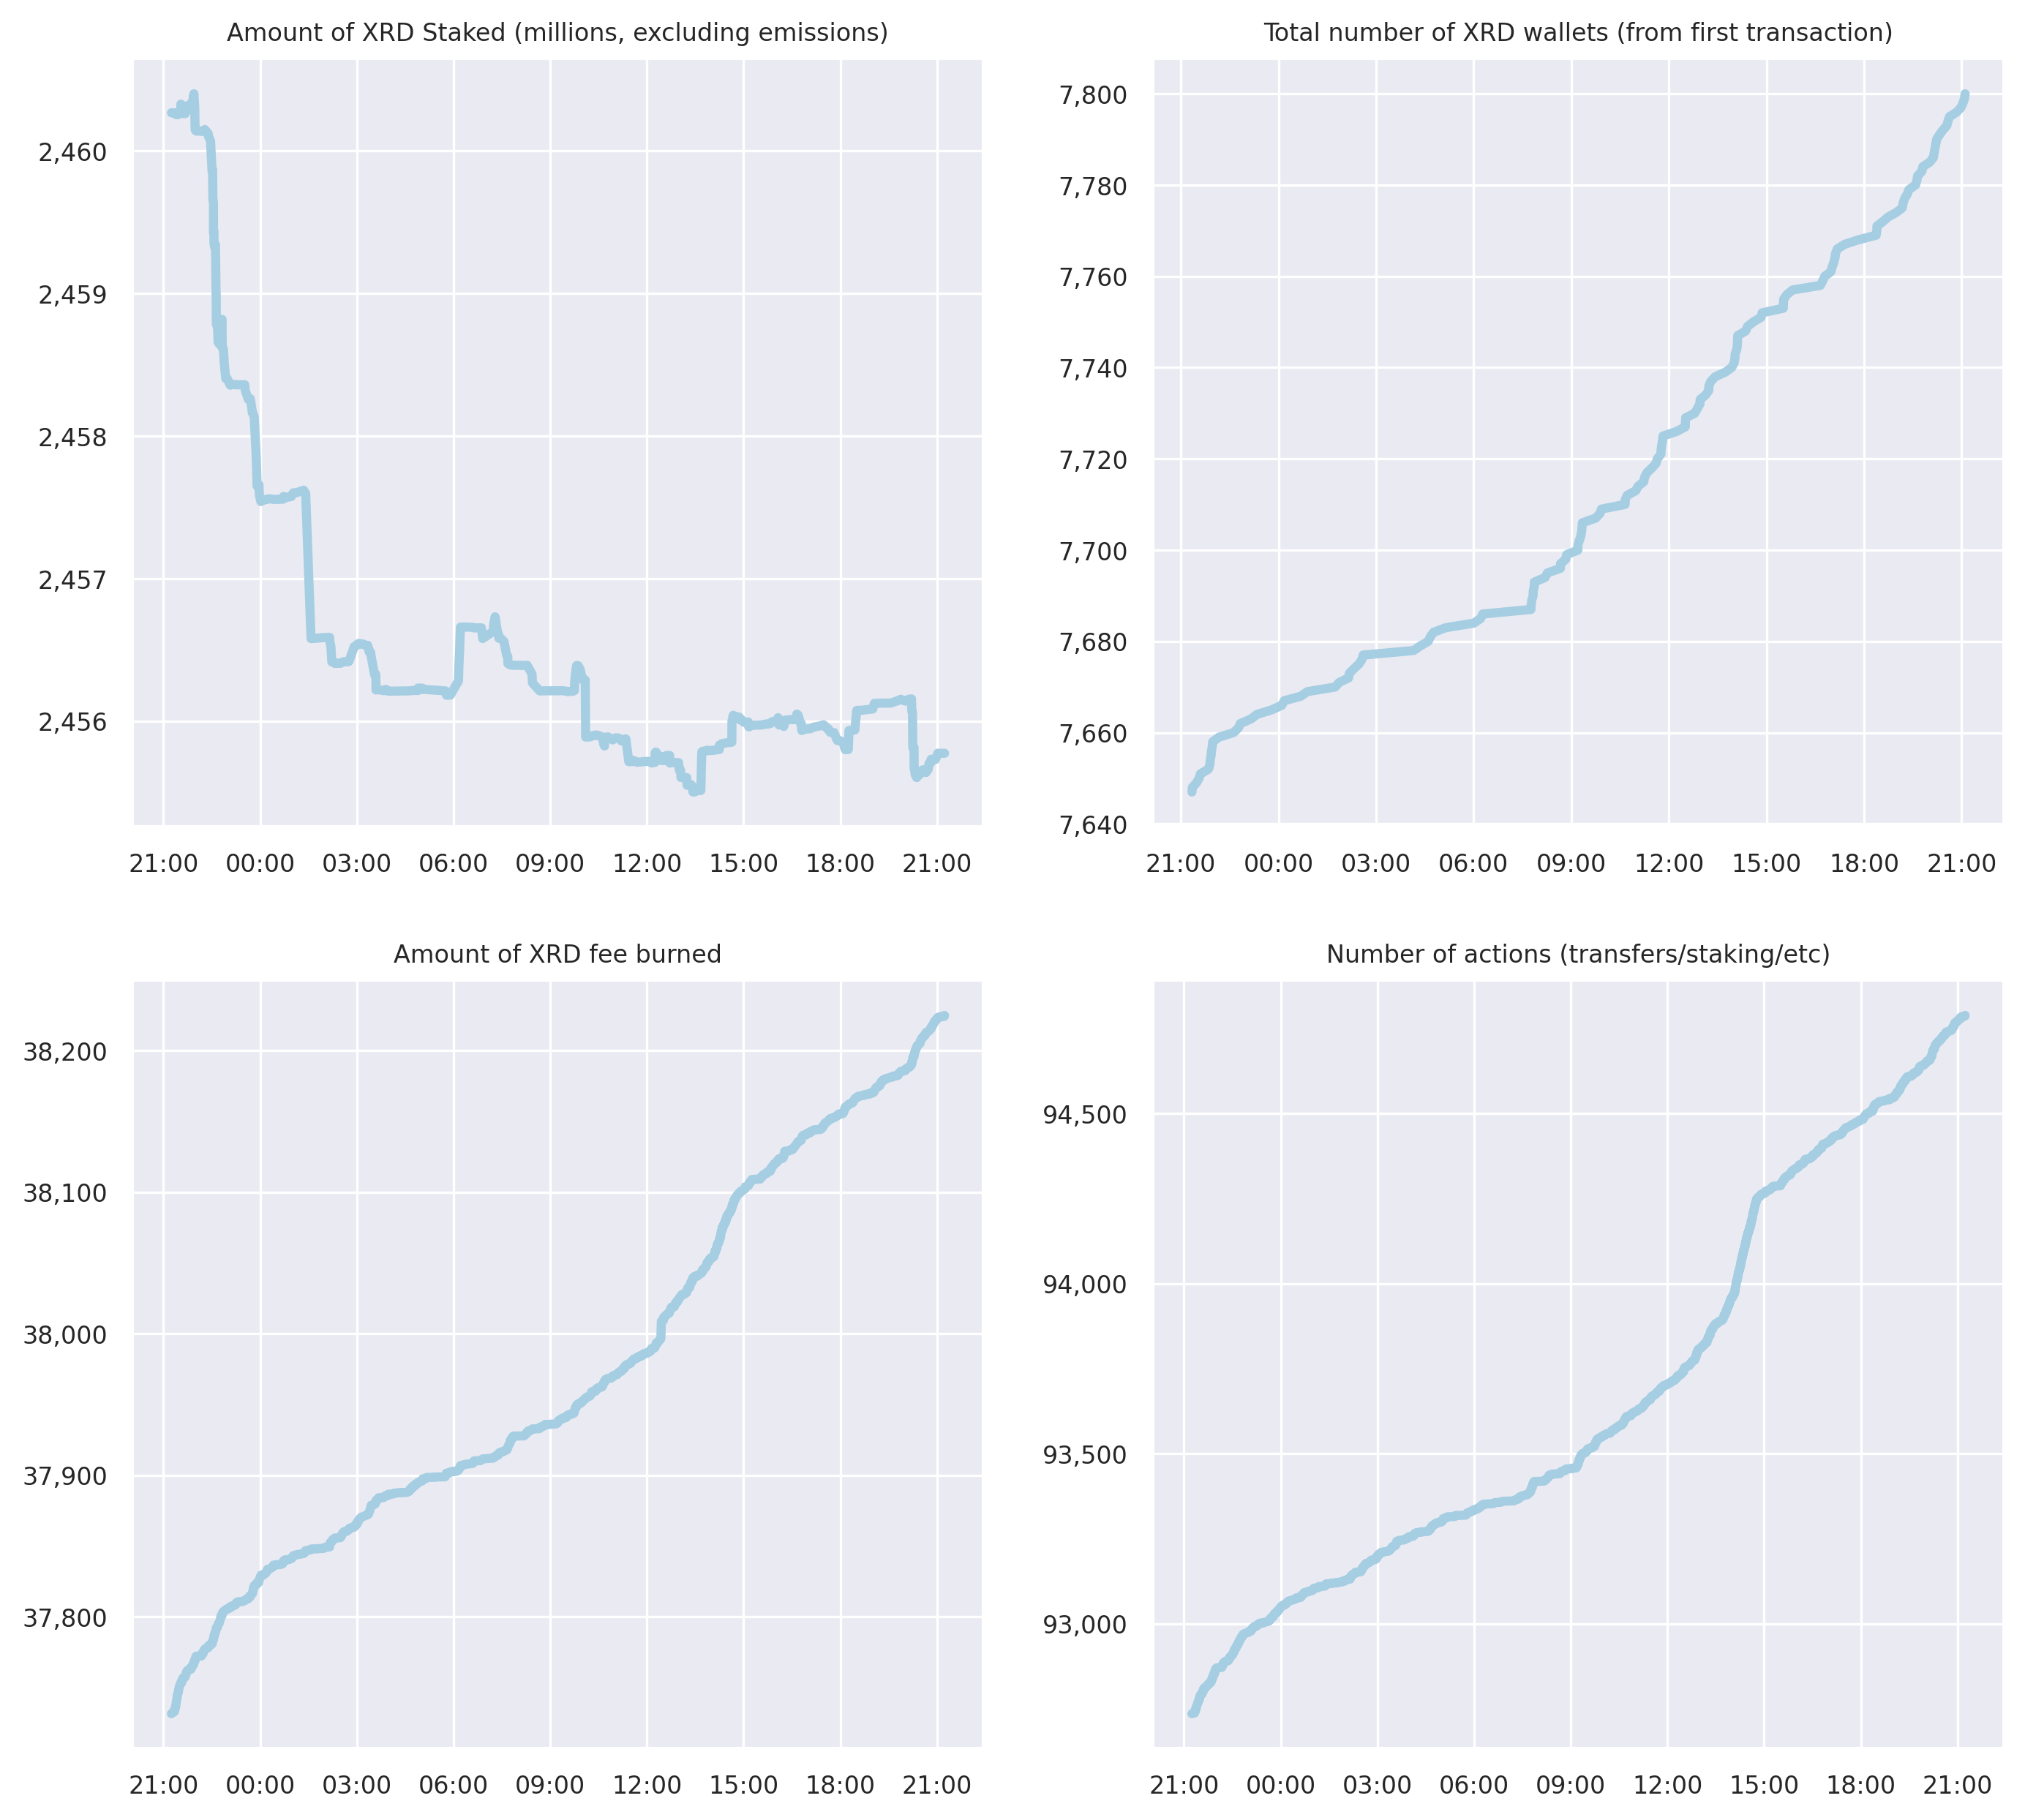 Amount of XRD Staked (millions, excluding emissions)
2,460
2,459
2,458
2,457
2,456
21:00 00:00 03:00 06:00 09:00 12:00 15:00 18:00 21:00
Total number of XRD wallets (from first transaction)
7,800
7,780
7,760
7,740
7,720
7,700
7,680
7,660
7,640
21:00 00:00 03:00 06:00 09:00 12:00 15:00 18:00 21:00
Amount of XRD fee burned
38,200
38,100
38,000
37,900
37,800
21:00 00:00 03:00 06:00 09:00 12:00 15:00 18:00 21:00
Number of actions (transfers/staking/etc)
94,500
94,000
93,500
93,000
21:00 00:00 03:00 06:00 09:00 12:00 15:00 18:00 21:00